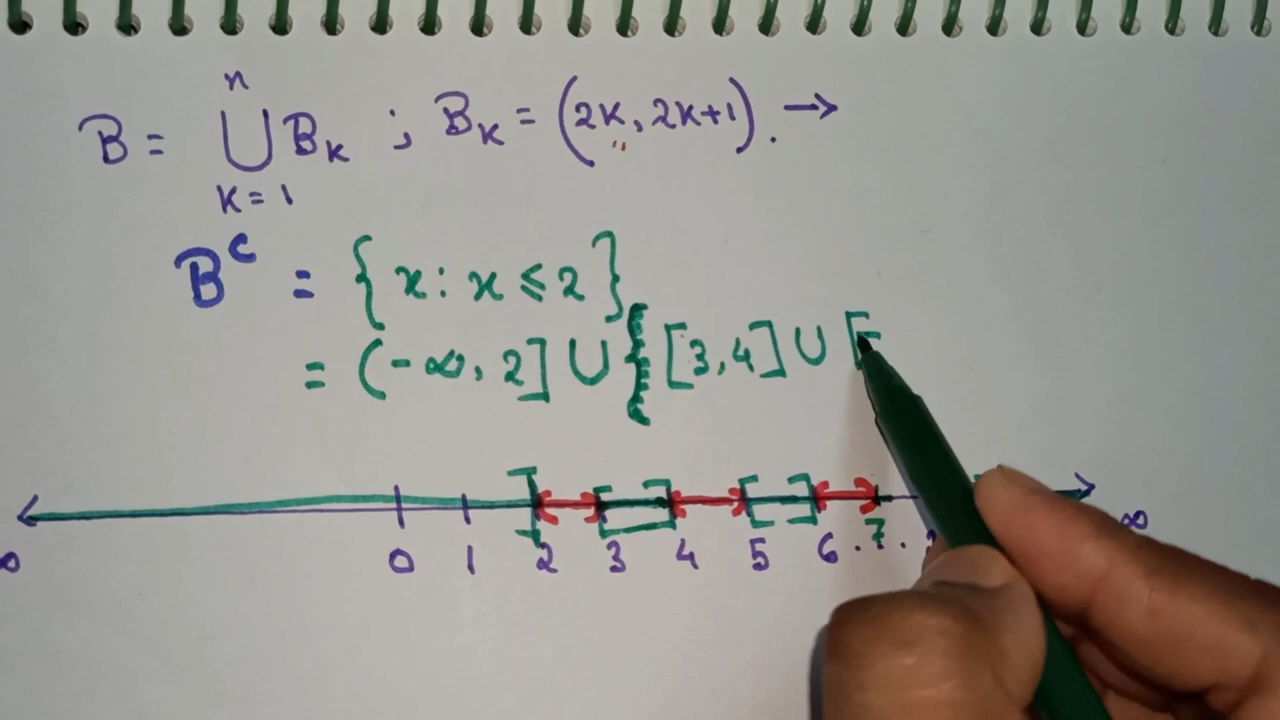 n
B = ⋃ B_K ; B_K = (2K, 2K+1). →
K = 1
B^C = {x : x ≤ 2}
= (-∞, 2] ∪ { [3, 4] ∪ [
0 1 2 3 4 5 6 . 7 . ∞